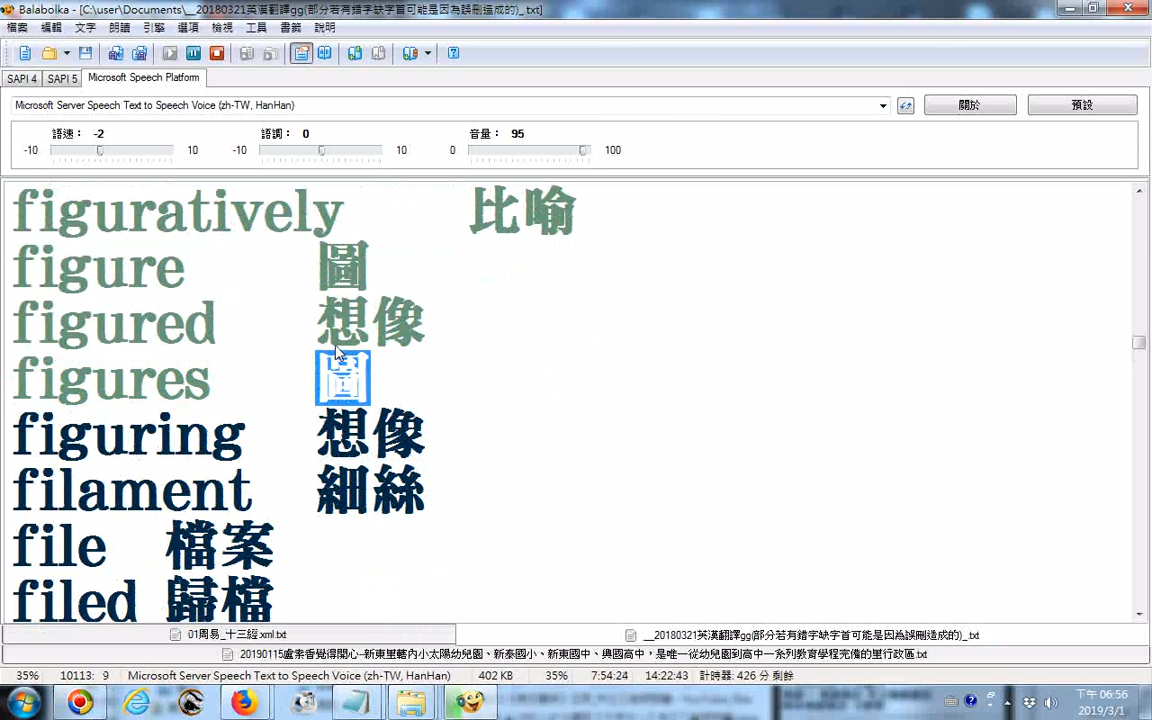 Balabolka - [C:\user\Documents\__20180321英漢翻譯gg(部分若有錯字缺字首可能是因為誤刪造成的)_.txt]
檔案 編輯 文字 朗讀 引擎 選項 檢視 工具 書籤 說明
SAPI 4 SAPI 5 Microsoft Speech Platform
Microsoft Server Speech Text to Speech Voice (zh-TW, HanHan) 關於 預設
語速： -2 語調： 0 音量： 95
-10 10 -10 10 0 100
figuratively 比喻
figure 圖
figured 想像
figures 圖
figuring 想像
filament 細絲
file 檔案
filed 歸檔
01周易_十三經.xml.txt __20180321英漢翻譯gg(部分若有錯字缺字首可能是因為誤刪造成的)_.txt
20190115盧素香覺得開心--新東里轄內小太陽幼兒園、新泰國小、新東國中、興國高中，是唯一從幼兒園到高中一系列教育學程完備的里行政區.txt
35% 10113: 9 Microsoft Server Speech Text to Speech Voice (zh-TW, HanHan) 402 KB 35% 7:54:24 14:22:43 計時器: 426 分 剩餘
下午 06:56
2019/3/1